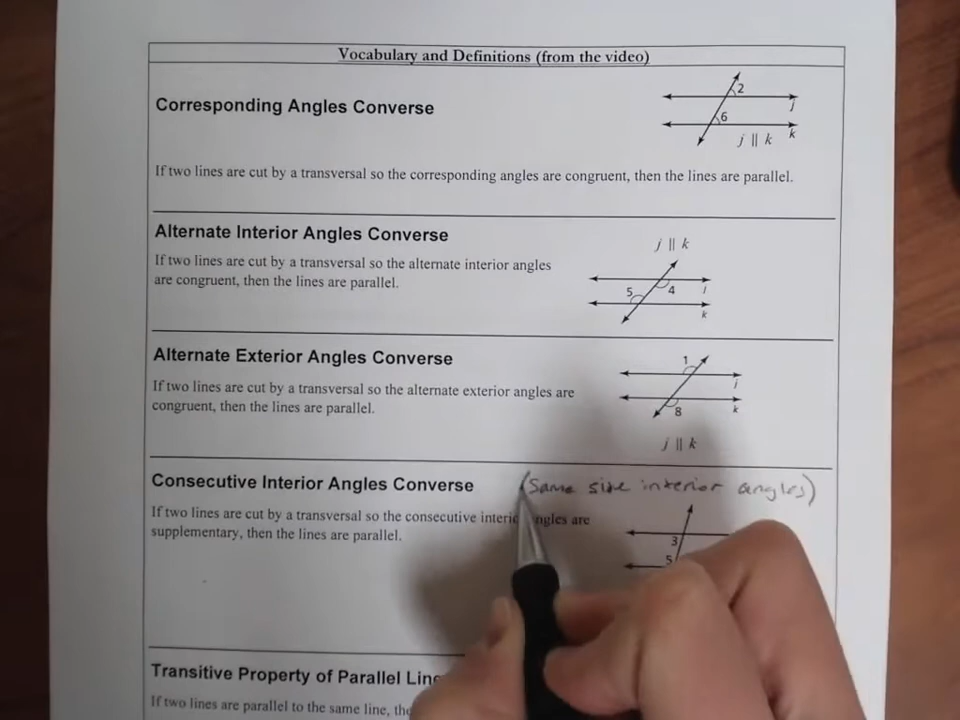 Vocabulary and Definitions (from the video)
Corresponding Angles Converse
2
j
6
k
j || k
If two lines are cut by a transversal so the corresponding angles are congruent, then the lines are parallel.
Alternate Interior Angles Converse
j || k
If two lines are cut by a transversal so the alternate interior angles
are congruent, then the lines are parallel.
5
4
j
k
Alternate Exterior Angles Converse
1
If two lines are cut by a transversal so the alternate exterior angles are
congruent, then the lines are parallel.
j
k
8
j || k
Consecutive Interior Angles Converse (Same side interior angles)
If two lines are cut by a transversal so the consecutive are
supplementary, then the lines are parallel.
3
5
Transitive Property of Parallel
If two lines are parallel to the same line,